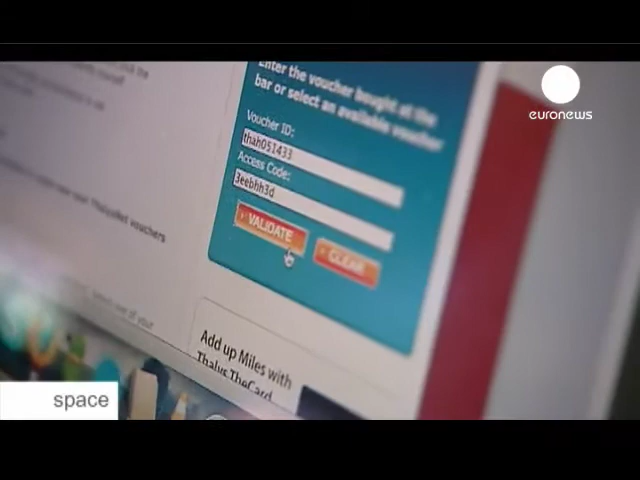 euronews
Enter the voucher bought at the
bar or select an available voucher
Voucher ID:
thah051433
Access Code:
3eebhh3d
VALIDATE
CLEAR
vouchers
Add up Miles with
Thalys TheCard
space